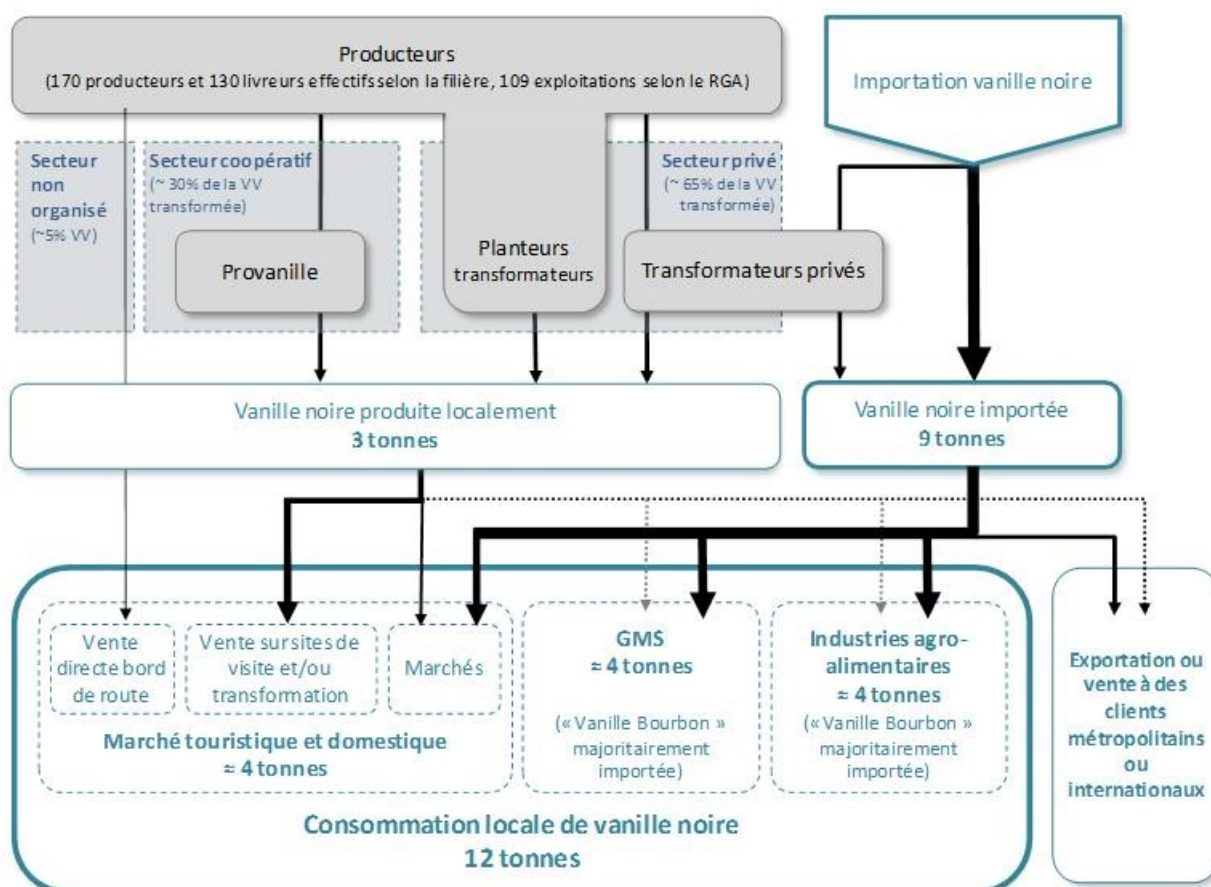 Producteurs
(170 producteurs et 130 livreurs effectifs selon la filière, 109 exploitations selon le RGA)
Importation vanille noire
Secteur
non
organisé
(~5% VV)
Secteur coopératif
(~ 30% de la VV
transformée)
Secteur privé
(~ 65% de la VV
transformée)
Provanille
Planteurs
transformateurs
Transformateurs privés
Vanille noire produite localement
3 tonnes
Vanille noire importée
9 tonnes
Vente
directe bord
de route
Vente sur sites de
visite et/ou
transformation
Marchés
Marché touristique et domestique
≈ 4 tonnes
GMS
≈ 4 tonnes
(« Vanille Bourbon »
majoritairement
importée)
Industries agro-
alimentaires
≈ 4 tonnes
(« Vanille Bourbon »
majoritairement
importée)
Exportation ou
vente à des
clients
métropolitains
ou
internationaux
Consommation locale de vanille noire
12 tonnes